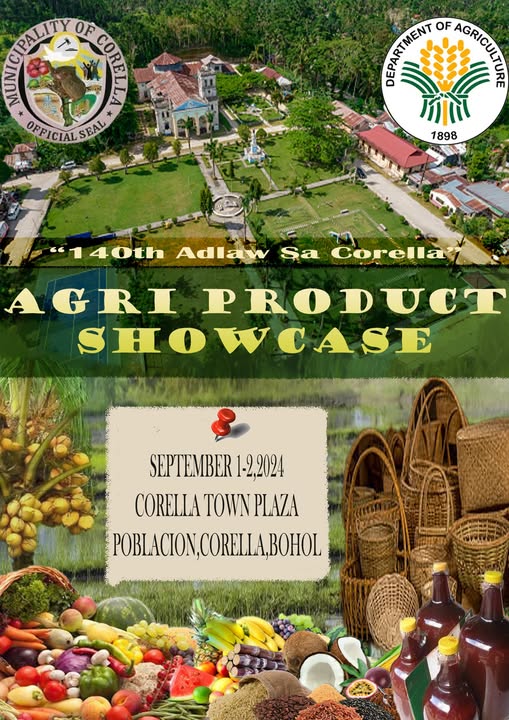 MUNICIPALITY OF CORELLA
OFFICIAL SEAL
DEPARTMENT OF AGRICULTURE
1898
"140th Adlaw Sa Corella"
AGRI PRODUCT
SHOWCASE
SEPTEMBER 1-2,2024
CORELLA TOWN PLAZA
POBLACION,CORELLA,BOHOL